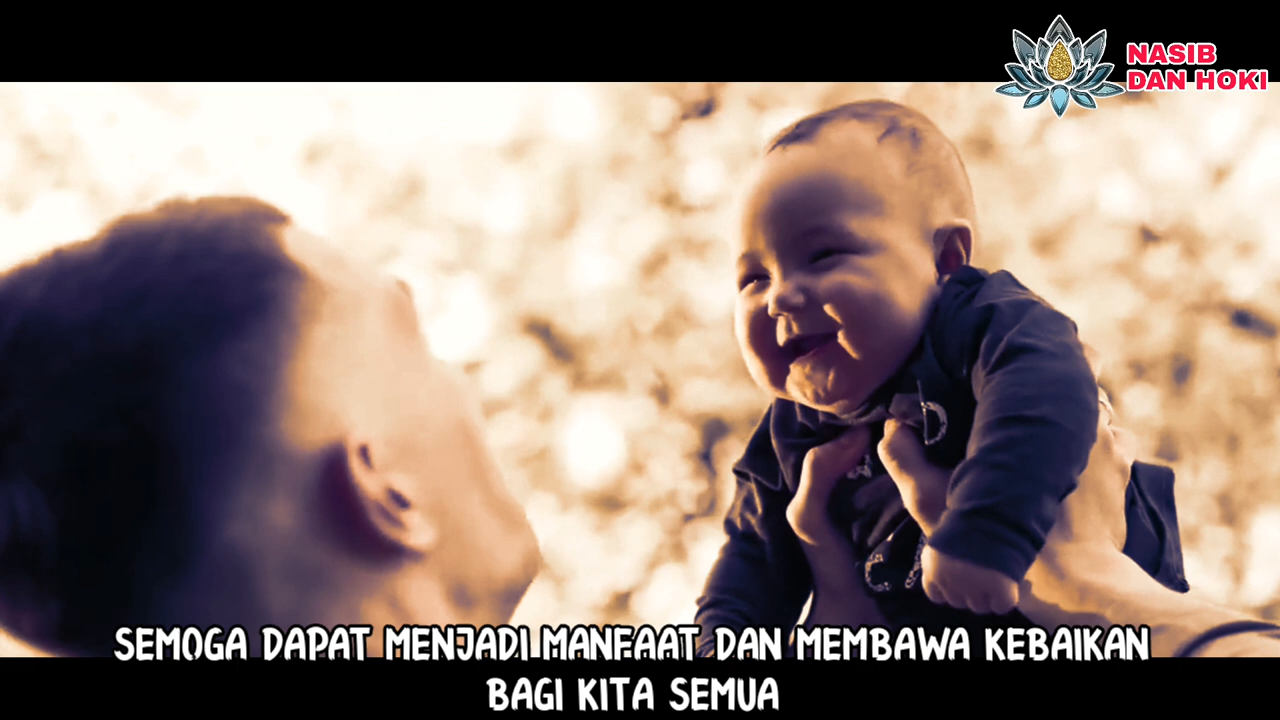 NASIB
DAN HOKI
SEMOGA DAPAT MENJADI MANFAAT DAN MEMBAWA KEBAIKAN
BAGI KITA SEMUA